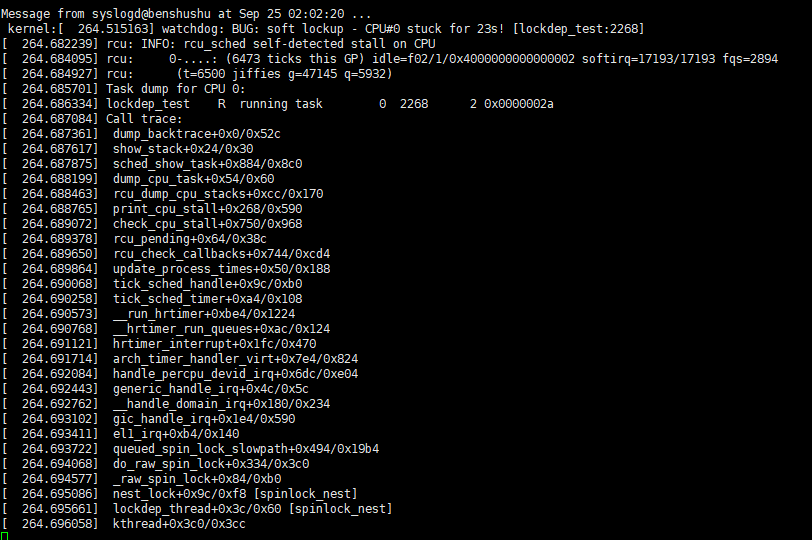 Message from syslogd@benshushu at Sep 25 02:02:20 ...
 kernel:[  264.515163] watchdog: BUG: soft lockup - CPU#0 stuck for 23s! [lockdep_test:2268]
[  264.682239] rcu: INFO: rcu_sched self-detected stall on CPU
[  264.684095] rcu:     0-....: (6473 ticks this GP) idle=f02/1/0x4000000000000002 softirq=17193/17193 fqs=2894
[  264.684927] rcu:      (t=6500 jiffies g=47145 q=5932)
[  264.685701] Task dump for CPU 0:
[  264.686334] lockdep_test    R  running task        0  2268      2 0x0000002a
[  264.687084] Call trace:
[  264.687361]  dump_backtrace+0x0/0x52c
[  264.687617]  show_stack+0x24/0x30
[  264.687875]  sched_show_task+0x884/0x8c0
[  264.688199]  dump_cpu_task+0x54/0x60
[  264.688463]  rcu_dump_cpu_stacks+0xcc/0x170
[  264.688765]  print_cpu_stall+0x268/0x590
[  264.689072]  check_cpu_stall+0x750/0x968
[  264.689378]  rcu_pending+0x64/0x38c
[  264.689650]  rcu_check_callbacks+0x744/0xcd4
[  264.689864]  update_process_times+0x50/0x188
[  264.690068]  tick_sched_handle+0x9c/0xb0
[  264.690258]  tick_sched_timer+0xa4/0x108
[  264.690573]  __run_hrtimer+0xbe4/0x1224
[  264.690768]  __hrtimer_run_queues+0xac/0x124
[  264.691121]  hrtimer_interrupt+0x1fc/0x470
[  264.691714]  arch_timer_handler_virt+0x7e4/0x824
[  264.692084]  handle_percpu_devid_irq+0x6dc/0xe04
[  264.692443]  generic_handle_irq+0x4c/0x5c
[  264.692762]  __handle_domain_irq+0x180/0x234
[  264.693102]  gic_handle_irq+0x1e4/0x590
[  264.693411]  el1_irq+0xb4/0x140
[  264.693722]  queued_spin_lock_slowpath+0x494/0x19b4
[  264.694068]  do_raw_spin_lock+0x334/0x3c0
[  264.694577]  _raw_spin_lock+0x84/0xb0
[  264.695086]  nest_lock+0x9c/0xf8 [spinlock_nest]
[  264.695661]  lockdep_thread+0x3c/0x60 [spinlock_nest]
[  264.696058]  kthread+0x3c0/0x3cc